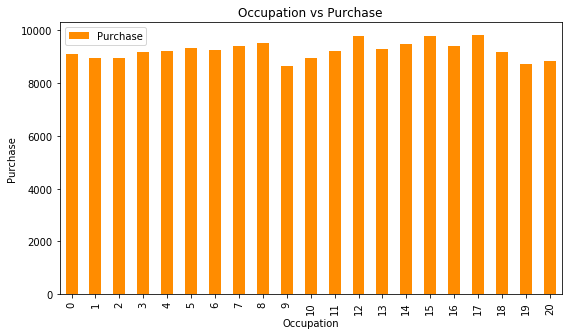 Occupation vs Purchase
Purchase
10000
8000
6000
4000
2000
0
Purchase
0 1 2 3 4 5 6 7 8 9 10 11 12 13 14 15 16 17 18 19 20
Occupation